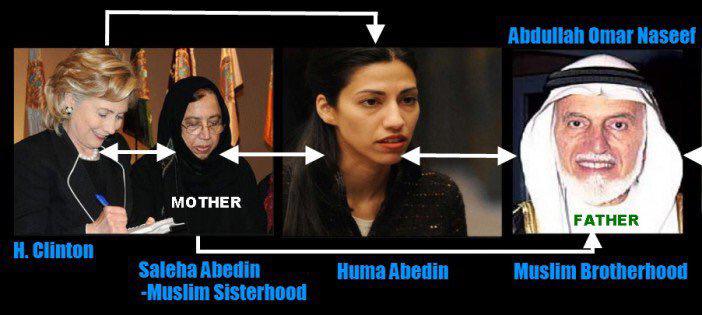 Abdullah Omar Naseef
MOTHER
FATHER
H. Clinton
Saleha Abedin
-Muslim Sisterhood
Huma Abedin
Muslim Brotherhood